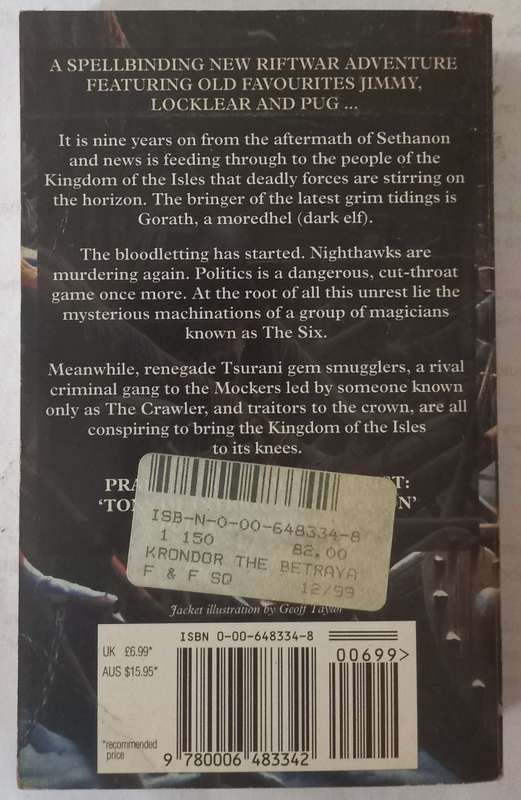 A SPELLBINDING NEW RIFTWAR ADVENTURE
FEATURING OLD FAVOURITES JIMMY,
LOCKLEAR AND PUG ...
It is nine years on from the aftermath of Sethanon
and news is feeding through to the people of the
Kingdom of the Isles that deadly forces are stirring on
the horizon. The bringer of the latest grim tidings is
Gorath, a moredhel (dark elf).
The bloodletting has started. Nighthawks are
murdering again. Politics is a dangerous, cut-throat
game once more. At the root of all this unrest lie the
mysterious machinations of a group of magicians
known as The Six.
Meanwhile, renegade Tsurani gem smugglers, a rival
criminal gang to the Mockers led by someone known
only as The Crawler, and traitors to the crown, are all
conspiring to bring the Kingdom of the Isles
to its knees.
ISB-N-0-00-648334-8
1 150 82.00
KRONDOR THE BETRAYA
F & F SQ 12/99
Jacket illustration by Geoff Taylor
ISBN 0-00-648334-8
UK £6.99*
AUS $15.95*
00699>
*recommended
price
9 780006 483342